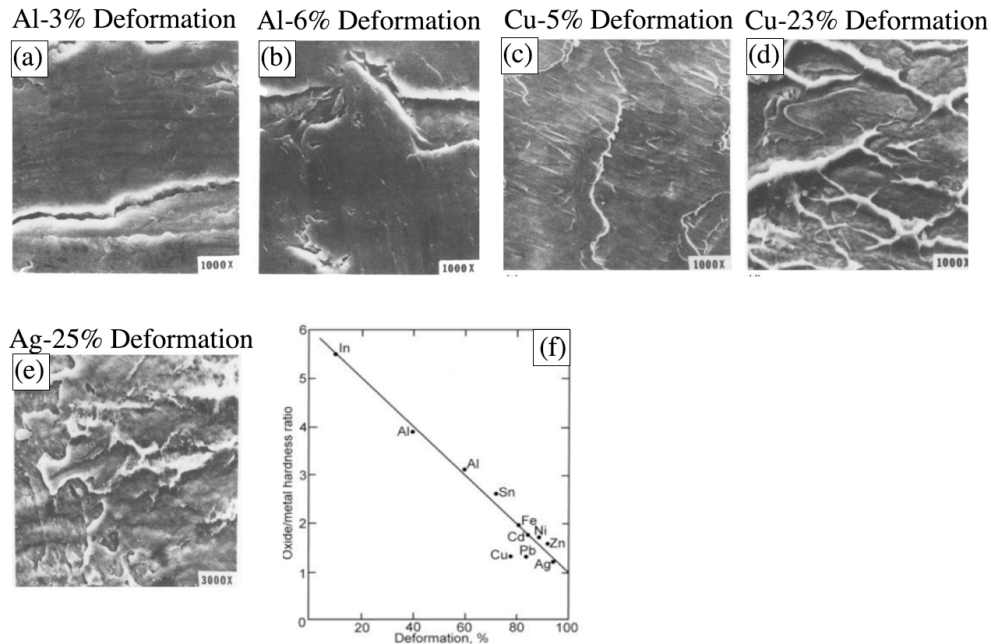 Al-3% Deformation
Al-6% Deformation
Cu-5% Deformation
Cu-23% Deformation
(a)
(b)
(c)
(d)
1000X
1000X
1000X
1000X
Ag-25% Deformation
(e)
3000X
(f)
Oxide/metal hardness ratio
6
5
4
3
2
1
0
In
Al
Al
Sn
Fe
Ni
Cd
Zn
Cu
Pb
Ag
20
40
60
80
100
Deformation, %